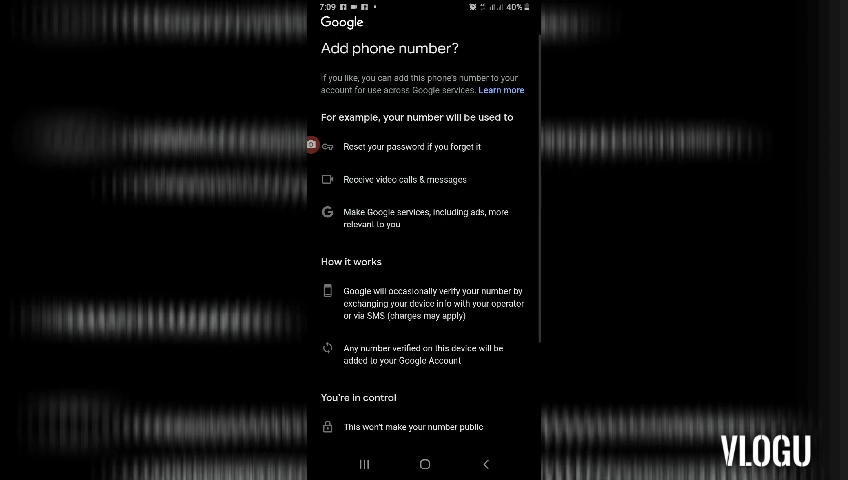 7:09
40%
Google
Add phone number?
If you like, you can add this phone's number to your
account for use across Google services. Learn more
For example, your number will be used to
Reset your password if you forget it
Receive video calls & messages
Make Google services, including ads, more
relevant to you
How it works
Google will occasionally verify your number by
exchanging your device info with your operator
or via SMS (charges may apply)
Any number verified on this device will be
added to your Google Account
You're in control
This won't make your number public
VLOGU